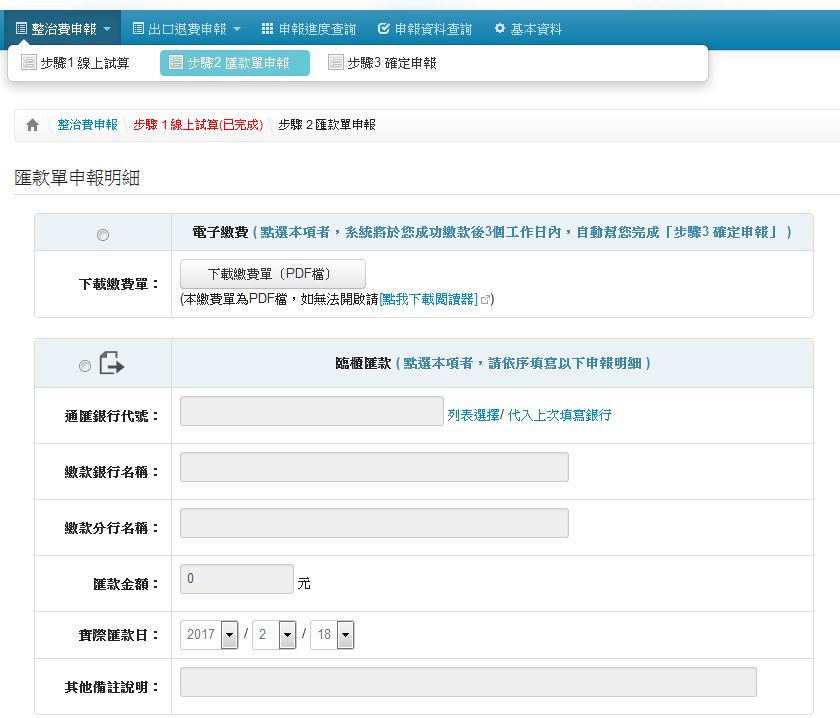 整治費申報 出口退費申報 申報進度查詢 申報資料查詢 基本資料
步驟1 線上試算 步驟2 匯款單申報 步驟3 確定申報
整治費申報 步驟 1 線上試算(已完成) 步驟 2 匯款單申報
匯款單申報明細
電子繳費 ( 點選本項者，系統將於您成功繳款後3個工作日內，自動幫您完成「步驟3 確定申報」 )
下載繳費單： 下載繳費單〔PDF檔〕
(本繳費單為PDF檔，如無法開啟請[點我下載閱讀器])
臨櫃匯款 ( 點選本項者，請依序填寫以下申報明細 )
通匯銀行代號： 列表選擇/ 代入上次填寫銀行
繳款銀行名稱：
繳款分行名稱：
匯款金額： 0 元
實際匯款日： 2017 / 2 / 18
其他備註說明：